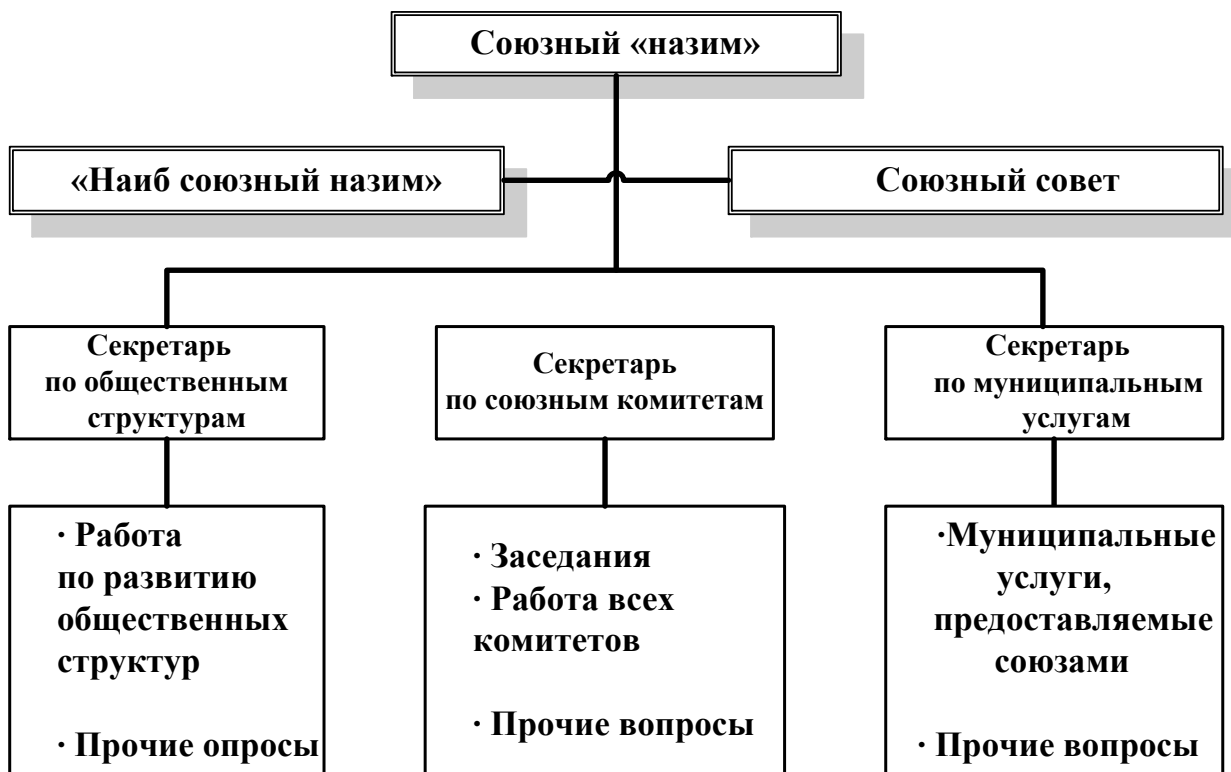 Союзный «назим»
«Наиб союзный назим»
Союзный совет
Секретарь
по общественным
структурам
Секретарь
по союзным комитетам
Секретарь
по муниципальным
услугам
· Работа
по развитию
общественных
структур
· Прочие опросы
· Заседания
· Работа всех
комитетов
· Прочие вопросы
·Муниципальные
услуги,
предоставляемые
союзами
· Прочие вопросы